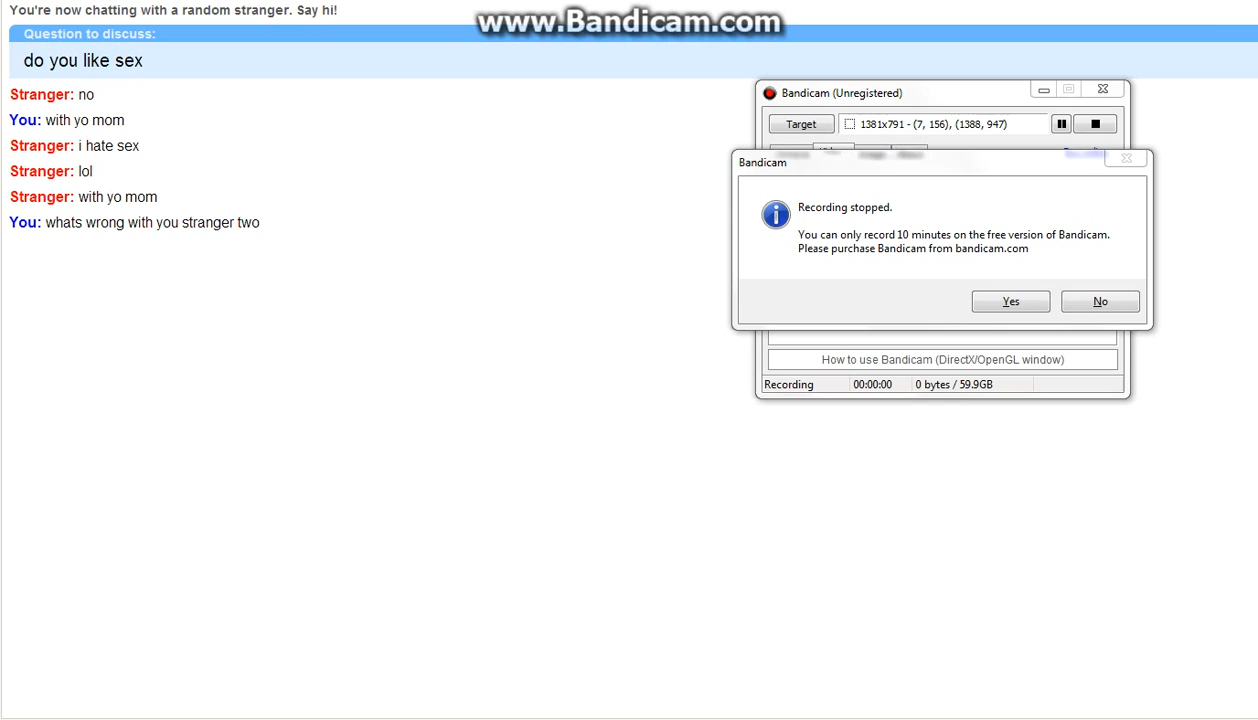 You're now chatting with a random stranger. Say hi!
www.Bandicam.com
Question to discuss:
do you like sex
Stranger: no
You: with yo mom
Stranger: i hate sex
Stranger: lol
Stranger: with yo mom
You: whats wrong with you stranger two
Bandicam (Unregistered)
Target
1381x791 - (7, 156), (1388, 947)
Bandicam
Recording stopped.
You can only record 10 minutes on the free version of Bandicam.
Please purchase Bandicam from bandicam.com
Yes
No
How to use Bandicam (DirectX/OpenGL window)
Recording 00:00:00 0 bytes / 59.9GB